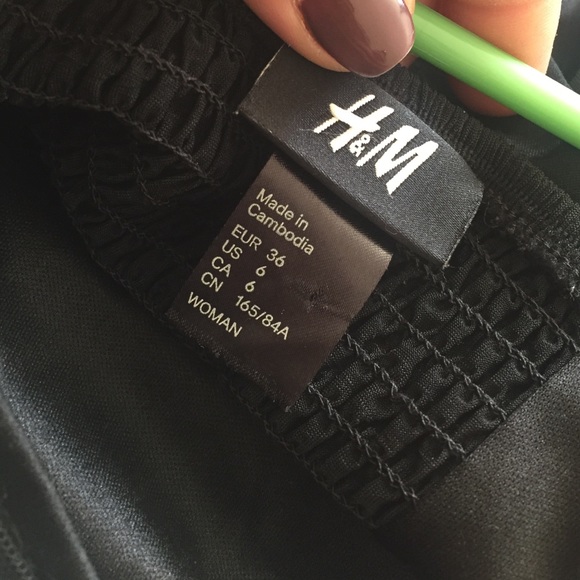 H&M
Made in
Cambodia
EUR 36
US 6
CA 6
CN 165/84A
WOMAN